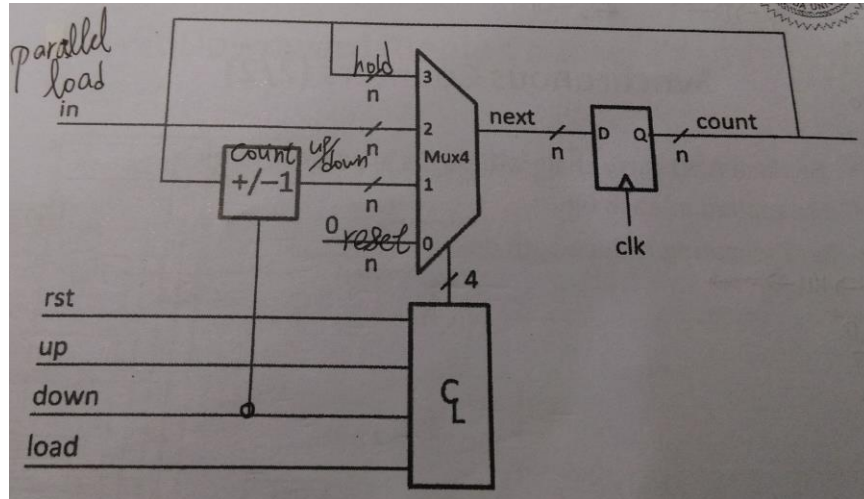 parallel
load
in
hold
n
3
n
2
count
+/-1
up/down
n
1
Mux4
0
reset
n
0
next
n
D
Q
n
count
clk
4
rst
up
down
load
CL